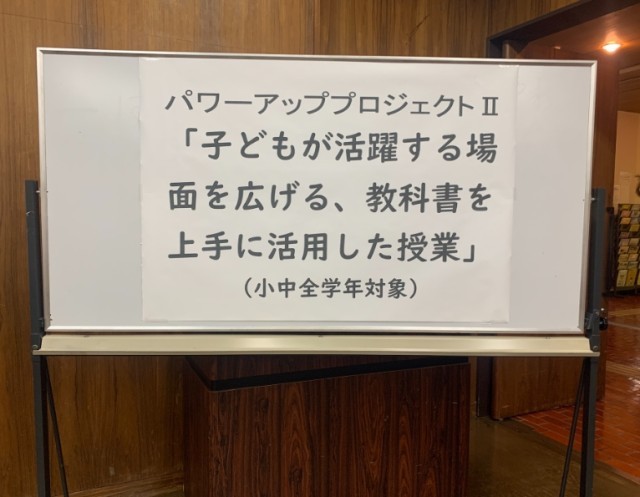 パワーアッププロジェクトⅡ
「子どもが活躍する場
面を広げる、教科書を
上手に活用した授業」
（小中全学年対象）